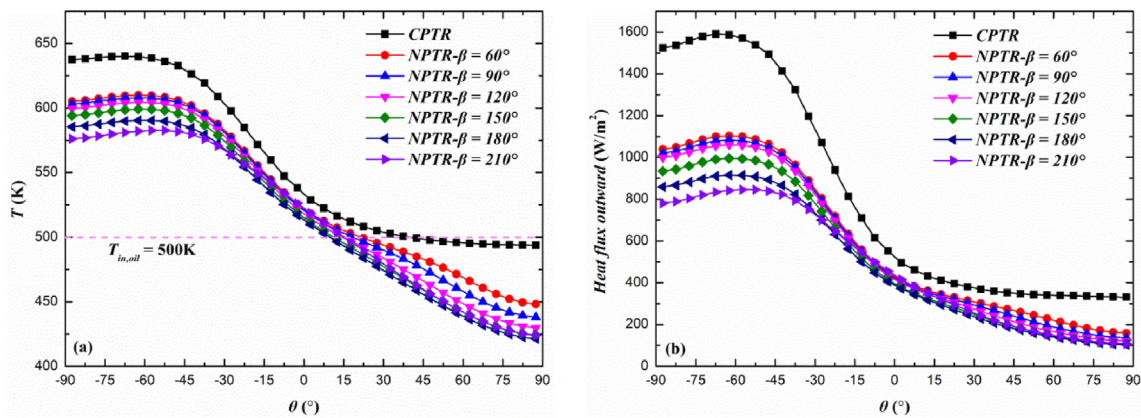 650
600
550
500
450
400
T (K)
CPTR
NPTR-β = 60°
NPTR-β = 90°
NPTR-β = 120°
NPTR-β = 150°
NPTR-β = 180°
NPTR-β = 210°
T in,oil = 500K
(a)
-90 -75 -60 -45 -30 -15 0 15 30 45 60 75 90
θ (°)
1600
1400
1200
1000
800
600
400
200
0
Heat flux outward (W/m²)
CPTR
NPTR-β = 60°
NPTR-β = 90°
NPTR-β = 120°
NPTR-β = 150°
NPTR-β = 180°
NPTR-β = 210°
(b)
-90 -75 -60 -45 -30 -15 0 15 30 45 60 75 90
θ (°)